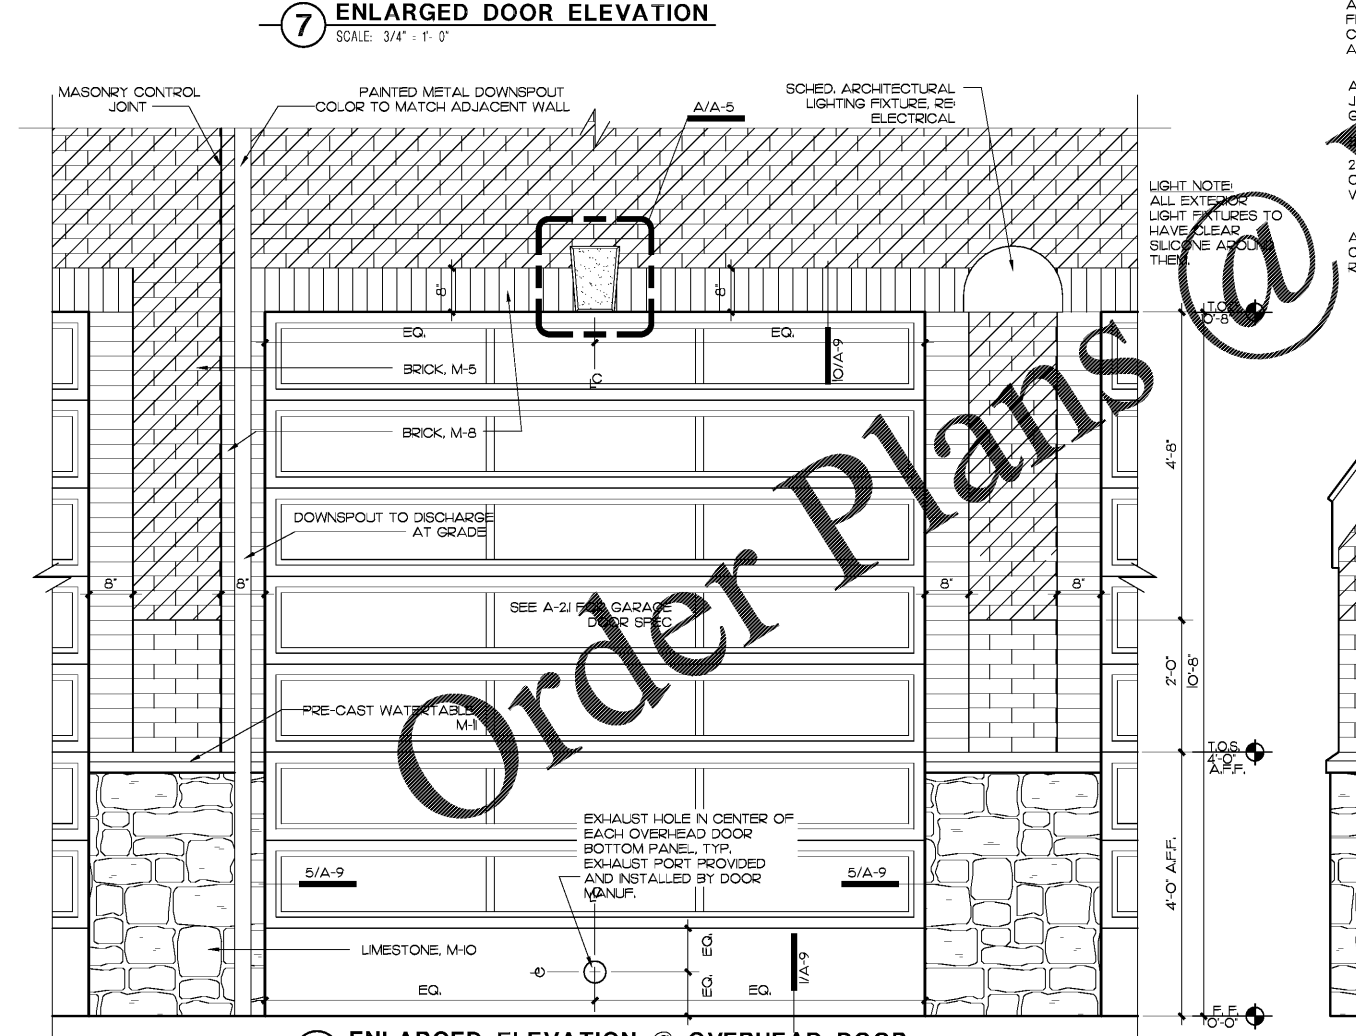 7 ENLARGED DOOR ELEVATION
SCALE: 3/4" = 1'- 0"
MASONRY CONTROL
JOINT
PAINTED METAL DOWNSPOUT
COLOR TO MATCH ADJACENT WALL
A/A-5
SCHED. ARCHITECTURAL
LIGHTING FIXTURE, RE:
ELECTRICAL
LIGHT NOTE:
ALL EXTERIOR
LIGHT FIXTURES TO
HAVE CLEAR
SILICONE AROUND
THEM.
8"
8"
T.O.S.
EQ.
EQ.
10/A-9
BRICK, M-5
BRICK, M-8
4'-8"
DOWNSPOUT TO DISCHARGE
AT GRADE
8"
8"
8"
8"
SEE A-2.1 FOR GARAGE
DOOR SPEC
2'-0"
10'-8"
PRE-CAST WATERTABLE
M-11
T.O.S.
4'-0"
A.F.F.
EXHAUST HOLE IN CENTER OF
EACH OVERHEAD DOOR
BOTTOM PANEL, TYP.
EXHAUST PORT PROVIDED
AND INSTALLED BY DOOR
MANUF.
5/A-9
5/A-9
4'-0" A.F.F.
LIMESTONE, M-10
EQ.
EQ.
11/A-9
EQ.
EQ.
F.F.
0'-0"
ENLARGED ELEVATION @ OVERHEAD DOOR
Order Plans @